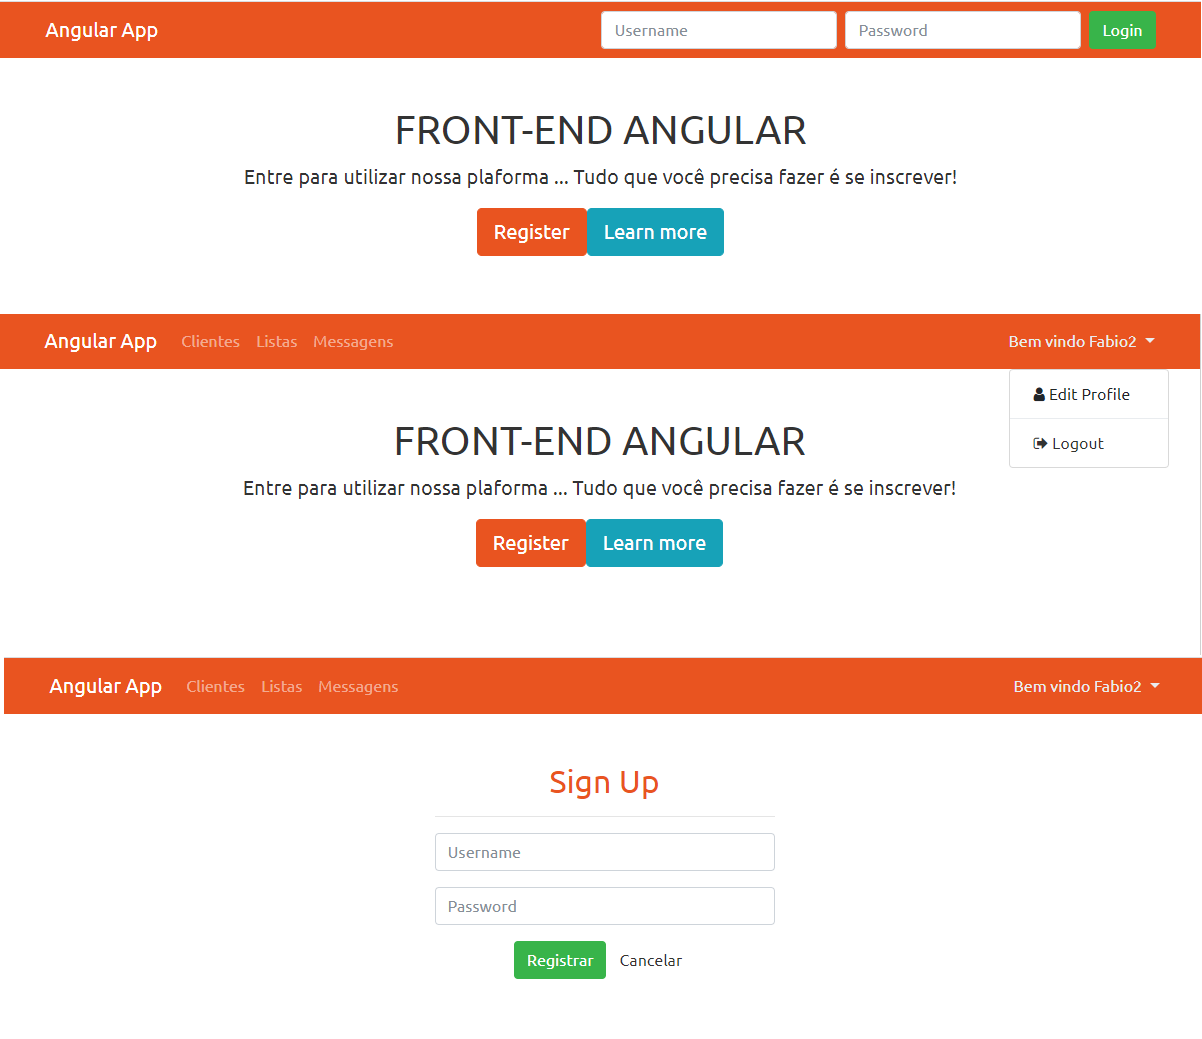 Angular App Username Password Login
FRONT-END ANGULAR
Entre para utilizar nossa plaforma ... Tudo que você precisa fazer é se inscrever!
Register Learn more
Angular App Clientes Listas Messagens Bem vindo Fabio2
Edit Profile
Logout
FRONT-END ANGULAR
Entre para utilizar nossa plaforma ... Tudo que você precisa fazer é se inscrever!
Register Learn more
Angular App Clientes Listas Messagens Bem vindo Fabio2
Sign Up
Username
Password
Registrar Cancelar